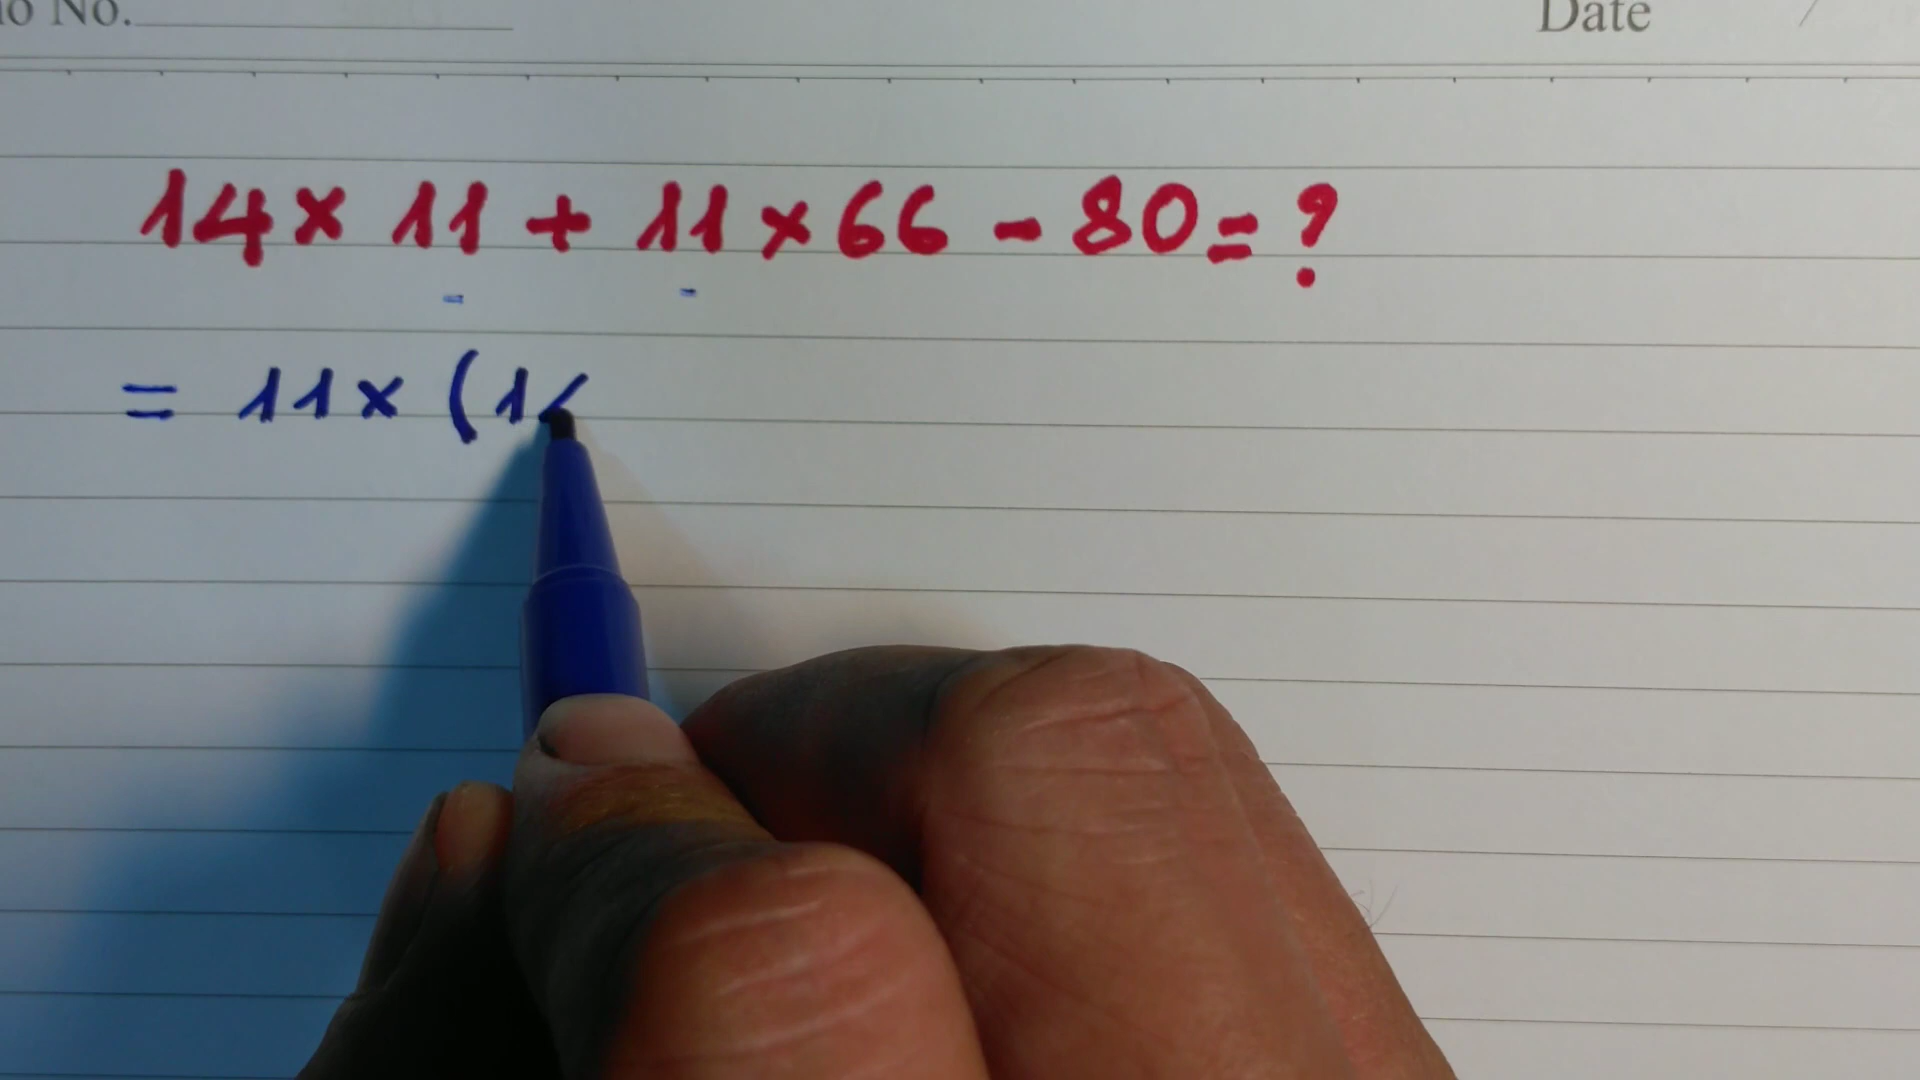 No. Date /
14 × 11 + 11 × 66 - 80 = ?
= 11 × (1